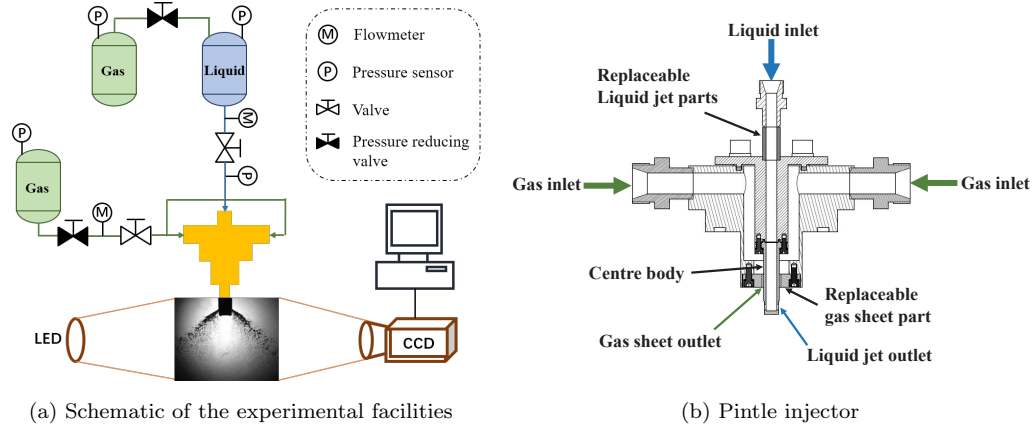 P
P
Gas
Liquid
M
P
P
Gas
M
LED
CCD
M Flowmeter
P Pressure sensor
Valve
Pressure reducing
valve
(a) Schematic of the experimental facilities
Liquid inlet
Replaceable
Liquid jet parts
Gas inlet
Gas inlet
Centre body
Replaceable
gas sheet part
Gas sheet outlet
Liquid jet outlet
(b) Pintle injector